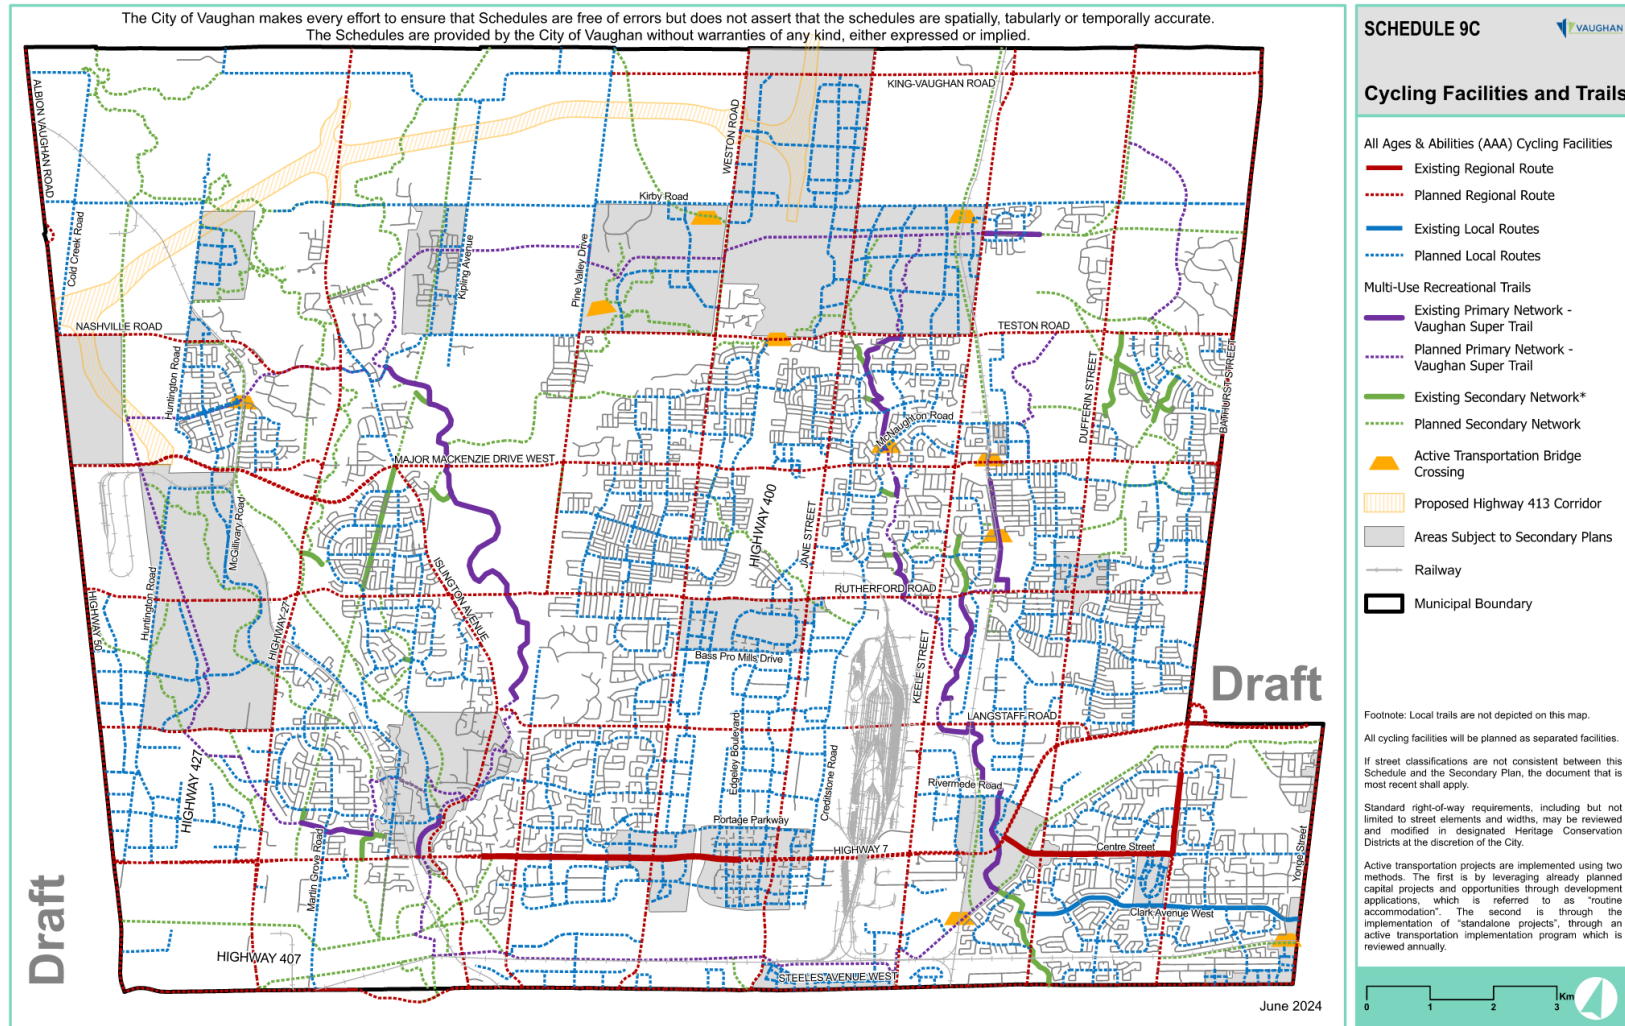 The City of Vaughan makes every effort to ensure that Schedules are free of errors but does not assert that the schedules are spatially, tabularly or temporally accurate.
The Schedules are provided by the City of Vaughan without warranties of any kind, either expressed or implied.
KING-VAUGHAN ROAD
ALBION VAUGHAN ROAD
WESTON ROAD
Kirby Road
Cold Creek Road
Kipling Avenue
Pine Valley Drive
NASHVILLE ROAD
TESTON ROAD
Huntington Road
DUFFERIN STREET
BATHURST STREET
McNaughton Road
MAJOR MACKENZIE DRIVE WEST
HIGHWAY 400
JANE STREET
McGillivary Road
ISLINGTON AVENUE
RUTHERFORD ROAD
HIGHWAY 50
Huntington Road
HIGHWAY 27
KEELE STREET
Bass Pro Mills Drive
Draft
LANGSTAFF ROAD
HIGHWAY 427
Edgeley Boulevard
Creditstone Road
Rivermede Road
Portage Parkway
HIGHWAY 7
Centre Street
Yonge Street
Martin Grove Road
Clark Avenue West
Draft
HIGHWAY 407
STEELES AVENUE WEST
June 2024
SCHEDULE 9C
VAUGHAN
Cycling Facilities and Trails
All Ages & Abilities (AAA) Cycling Facilities
Existing Regional Route
Planned Regional Route
Existing Local Routes
Planned Local Routes
Multi-Use Recreational Trails
Existing Primary Network -
Vaughan Super Trail
Planned Primary Network -
Vaughan Super Trail
Existing Secondary Network*
Planned Secondary Network
Active Transportation Bridge
Crossing
Proposed Highway 413 Corridor
Areas Subject to Secondary Plans
Railway
Municipal Boundary
Footnote: Local trails are not depicted on this map.
All cycling facilities will be planned as separated facilities.
If street classifications are not consistent between this
Schedule and the Secondary Plan, the document that is
most recent shall apply.
Standard right-of-way requirements, including but not
limited to street elements and widths, may be reviewed
and modified in designated Heritage Conservation
Districts at the discretion of the City.
Active transportation projects are implemented using two
methods. The first is by leveraging already planned
capital projects and opportunities through development
applications, which is referred to as “routine
accommodation”. The second is through the
implementation of “standalone projects”, through an
active transportation implementation program which is
reviewed annually.
Km
0 1 2 3